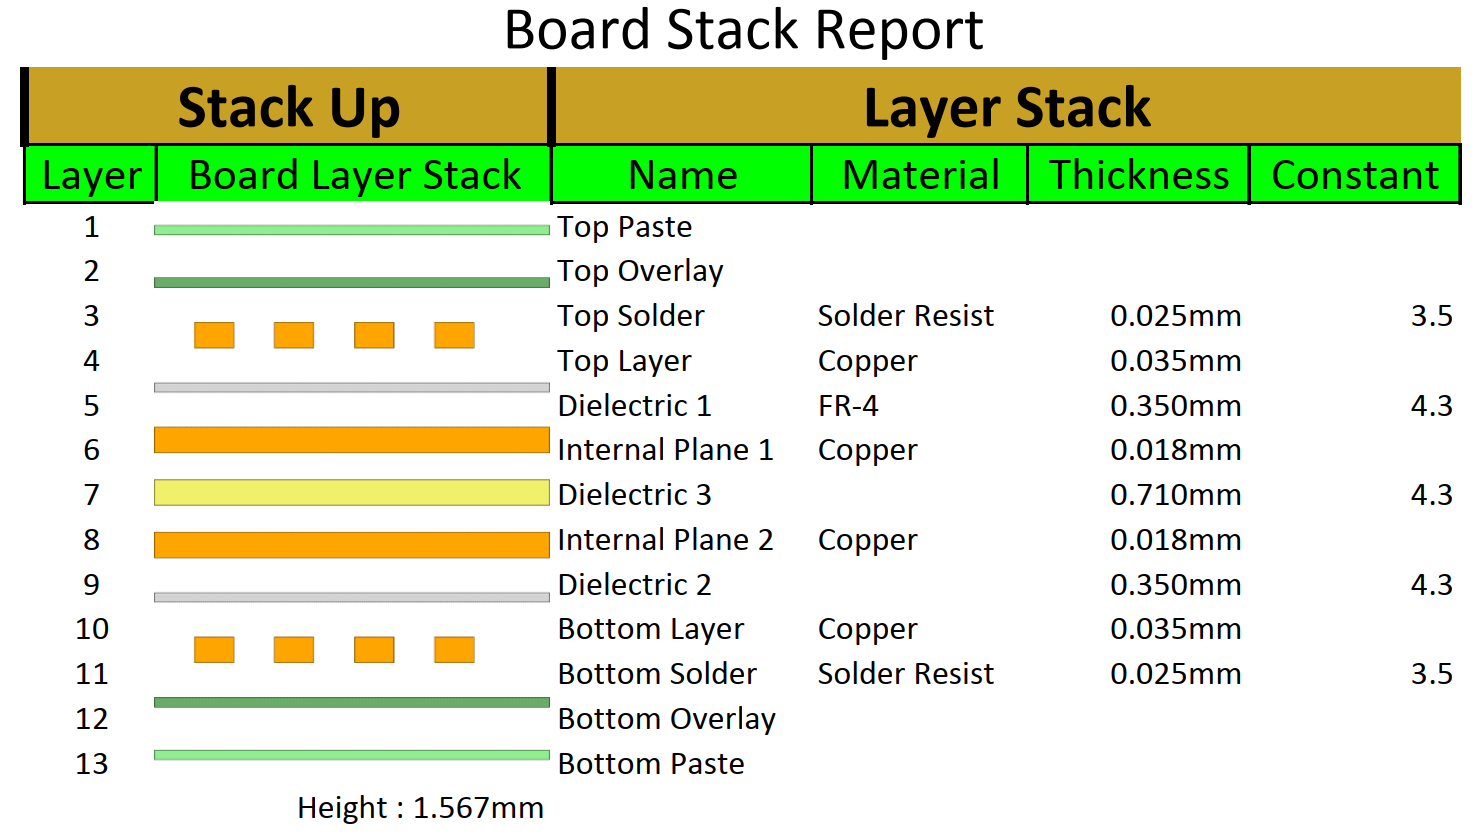 Board Stack Report
Stack Up Layer Stack
Layer Board Layer Stack Name Material Thickness Constant
1 Top Paste
2 Top Overlay
3 Top Solder Solder Resist 0.025mm 3.5
4 Top Layer Copper 0.035mm
5 Dielectric 1 FR-4 0.350mm 4.3
6 Internal Plane 1 Copper 0.018mm
7 Dielectric 3 0.710mm 4.3
8 Internal Plane 2 Copper 0.018mm
9 Dielectric 2 0.350mm 4.3
10 Bottom Layer Copper 0.035mm
11 Bottom Solder Solder Resist 0.025mm 3.5
12 Bottom Overlay
13 Bottom Paste
Height : 1.567mm